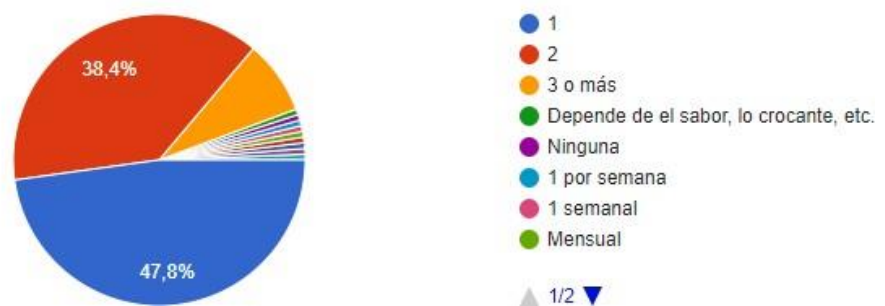 38,4%
47,8%
1
2
3 o más
Depende de el sabor, lo crocante, etc.
Ninguna
1 por semana
1 semanal
Mensual
1/2